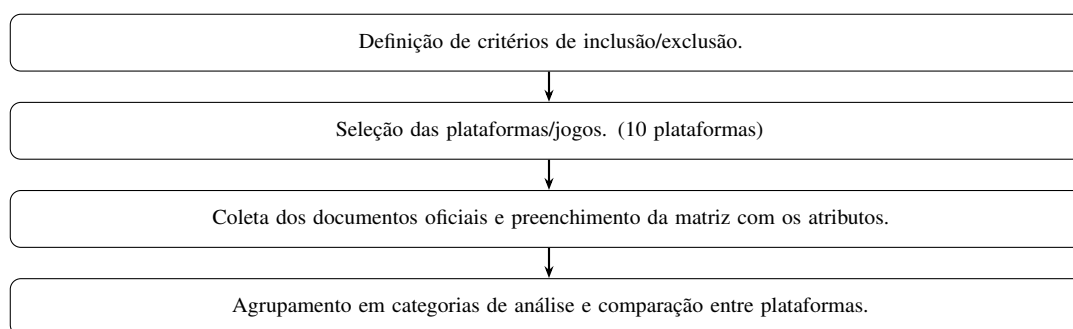 Definição de critérios de inclusão/exclusão.
Seleção das plataformas/jogos. (10 plataformas)
Coleta dos documentos oficiais e preenchimento da matriz com os atributos.
Agrupamento em categorias de análise e comparação entre plataformas.